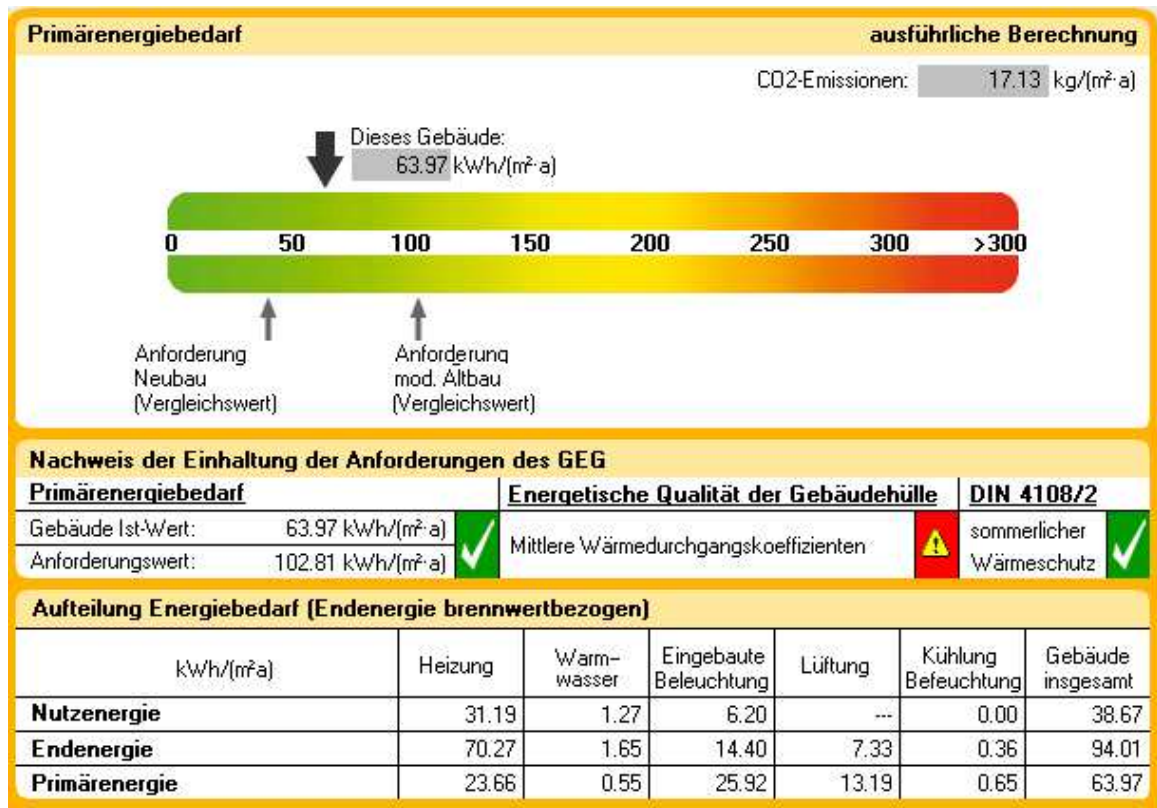 Primärenergiebedarf ausführliche Berechnung
CO2-Emissionen: 17.13 kg/(m²·a)
Dieses Gebäude:
63.97 kWh/(m²·a)
0 50 100 150 200 250 300 >300
Anforderung Anforderung
Neubau mod. Altbau
(Vergleichswert) (Vergleichswert)
Nachweis der Einhaltung der Anforderungen des GEG
Primärenergiebedarf Energetische Qualität der Gebäudehülle DIN 4108/2
Gebäude Ist-Wert: 63.97 kWh/(m²·a) Mittlere Wärmedurchgangskoeffizienten sommerlicher
Anforderungswert: 102.81 kWh/(m²·a) Wärmeschutz
Aufteilung Energiebedarf (Endenergie brennwertbezogen)
kWh/(m²a) Heizung Warm-
wasser Eingebaute
Beleuchtung Lüftung Kühlung
Befeuchtung Gebäude
insgesamt
Nutzenergie 31.19 1.27 6.20 --- 0.00 38.67
Endenergie 70.27 1.65 14.40 7.33 0.36 94.01
Primärenergie 23.66 0.55 25.92 13.19 0.65 63.97